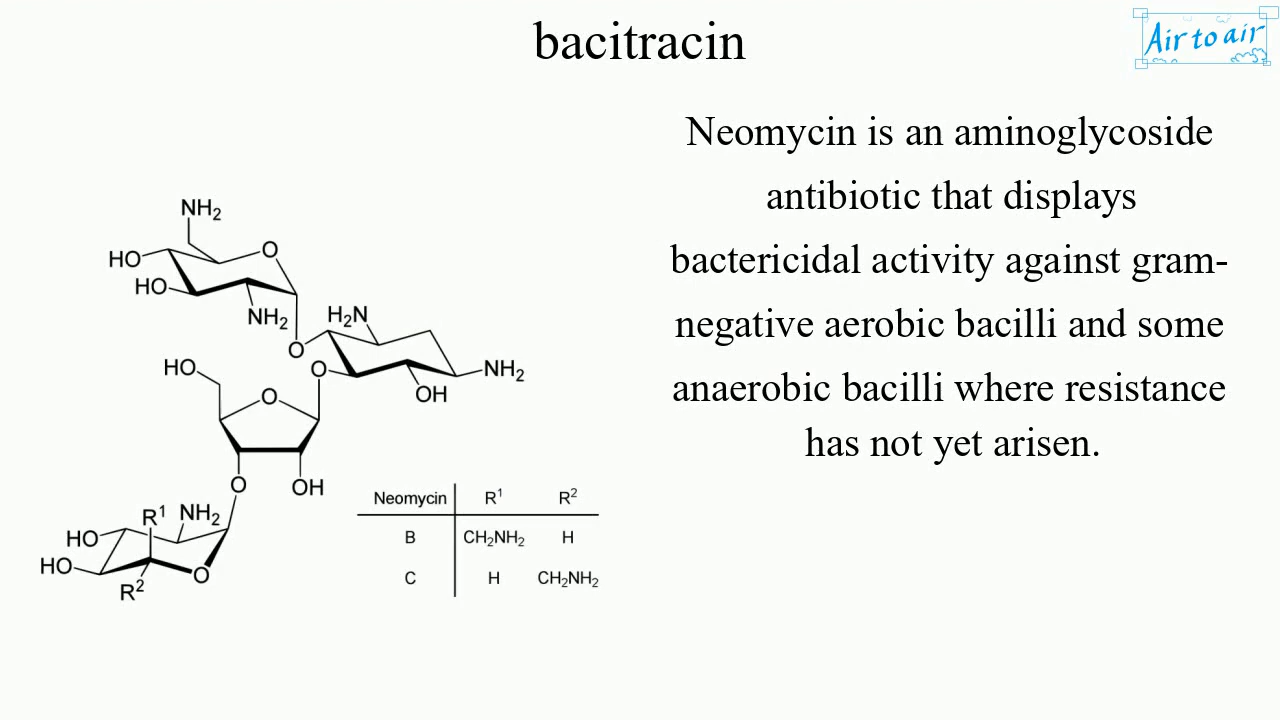 bacitracin
Air to air
Neomycin is an aminoglycoside
antibiotic that displays
bactericidal activity against gram-
negative aerobic bacilli and some
anaerobic bacilli where resistance
has not yet arisen.
NH₂
HO
O
HO
NH₂
H₂N
O
HO
O
NH₂
O
OH
O
OH
R¹
NH₂
HO
HO
O
R²
Neomycin R¹ R²
B CH₂NH₂ H
C H CH₂NH₂